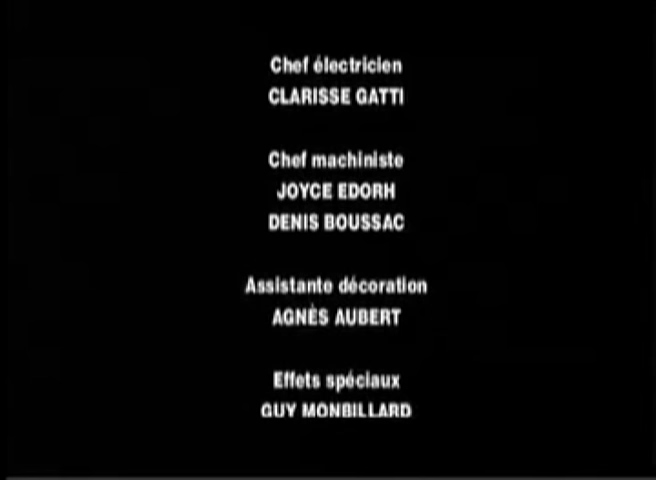 Chef électricien
CLARISSE GATTI
Chef machiniste
JOYCE EDORH
DENIS BOUSSAC
Assistante décoration
AGNÈS AUBERT
Effets spéciaux
GUY MONBILLARD